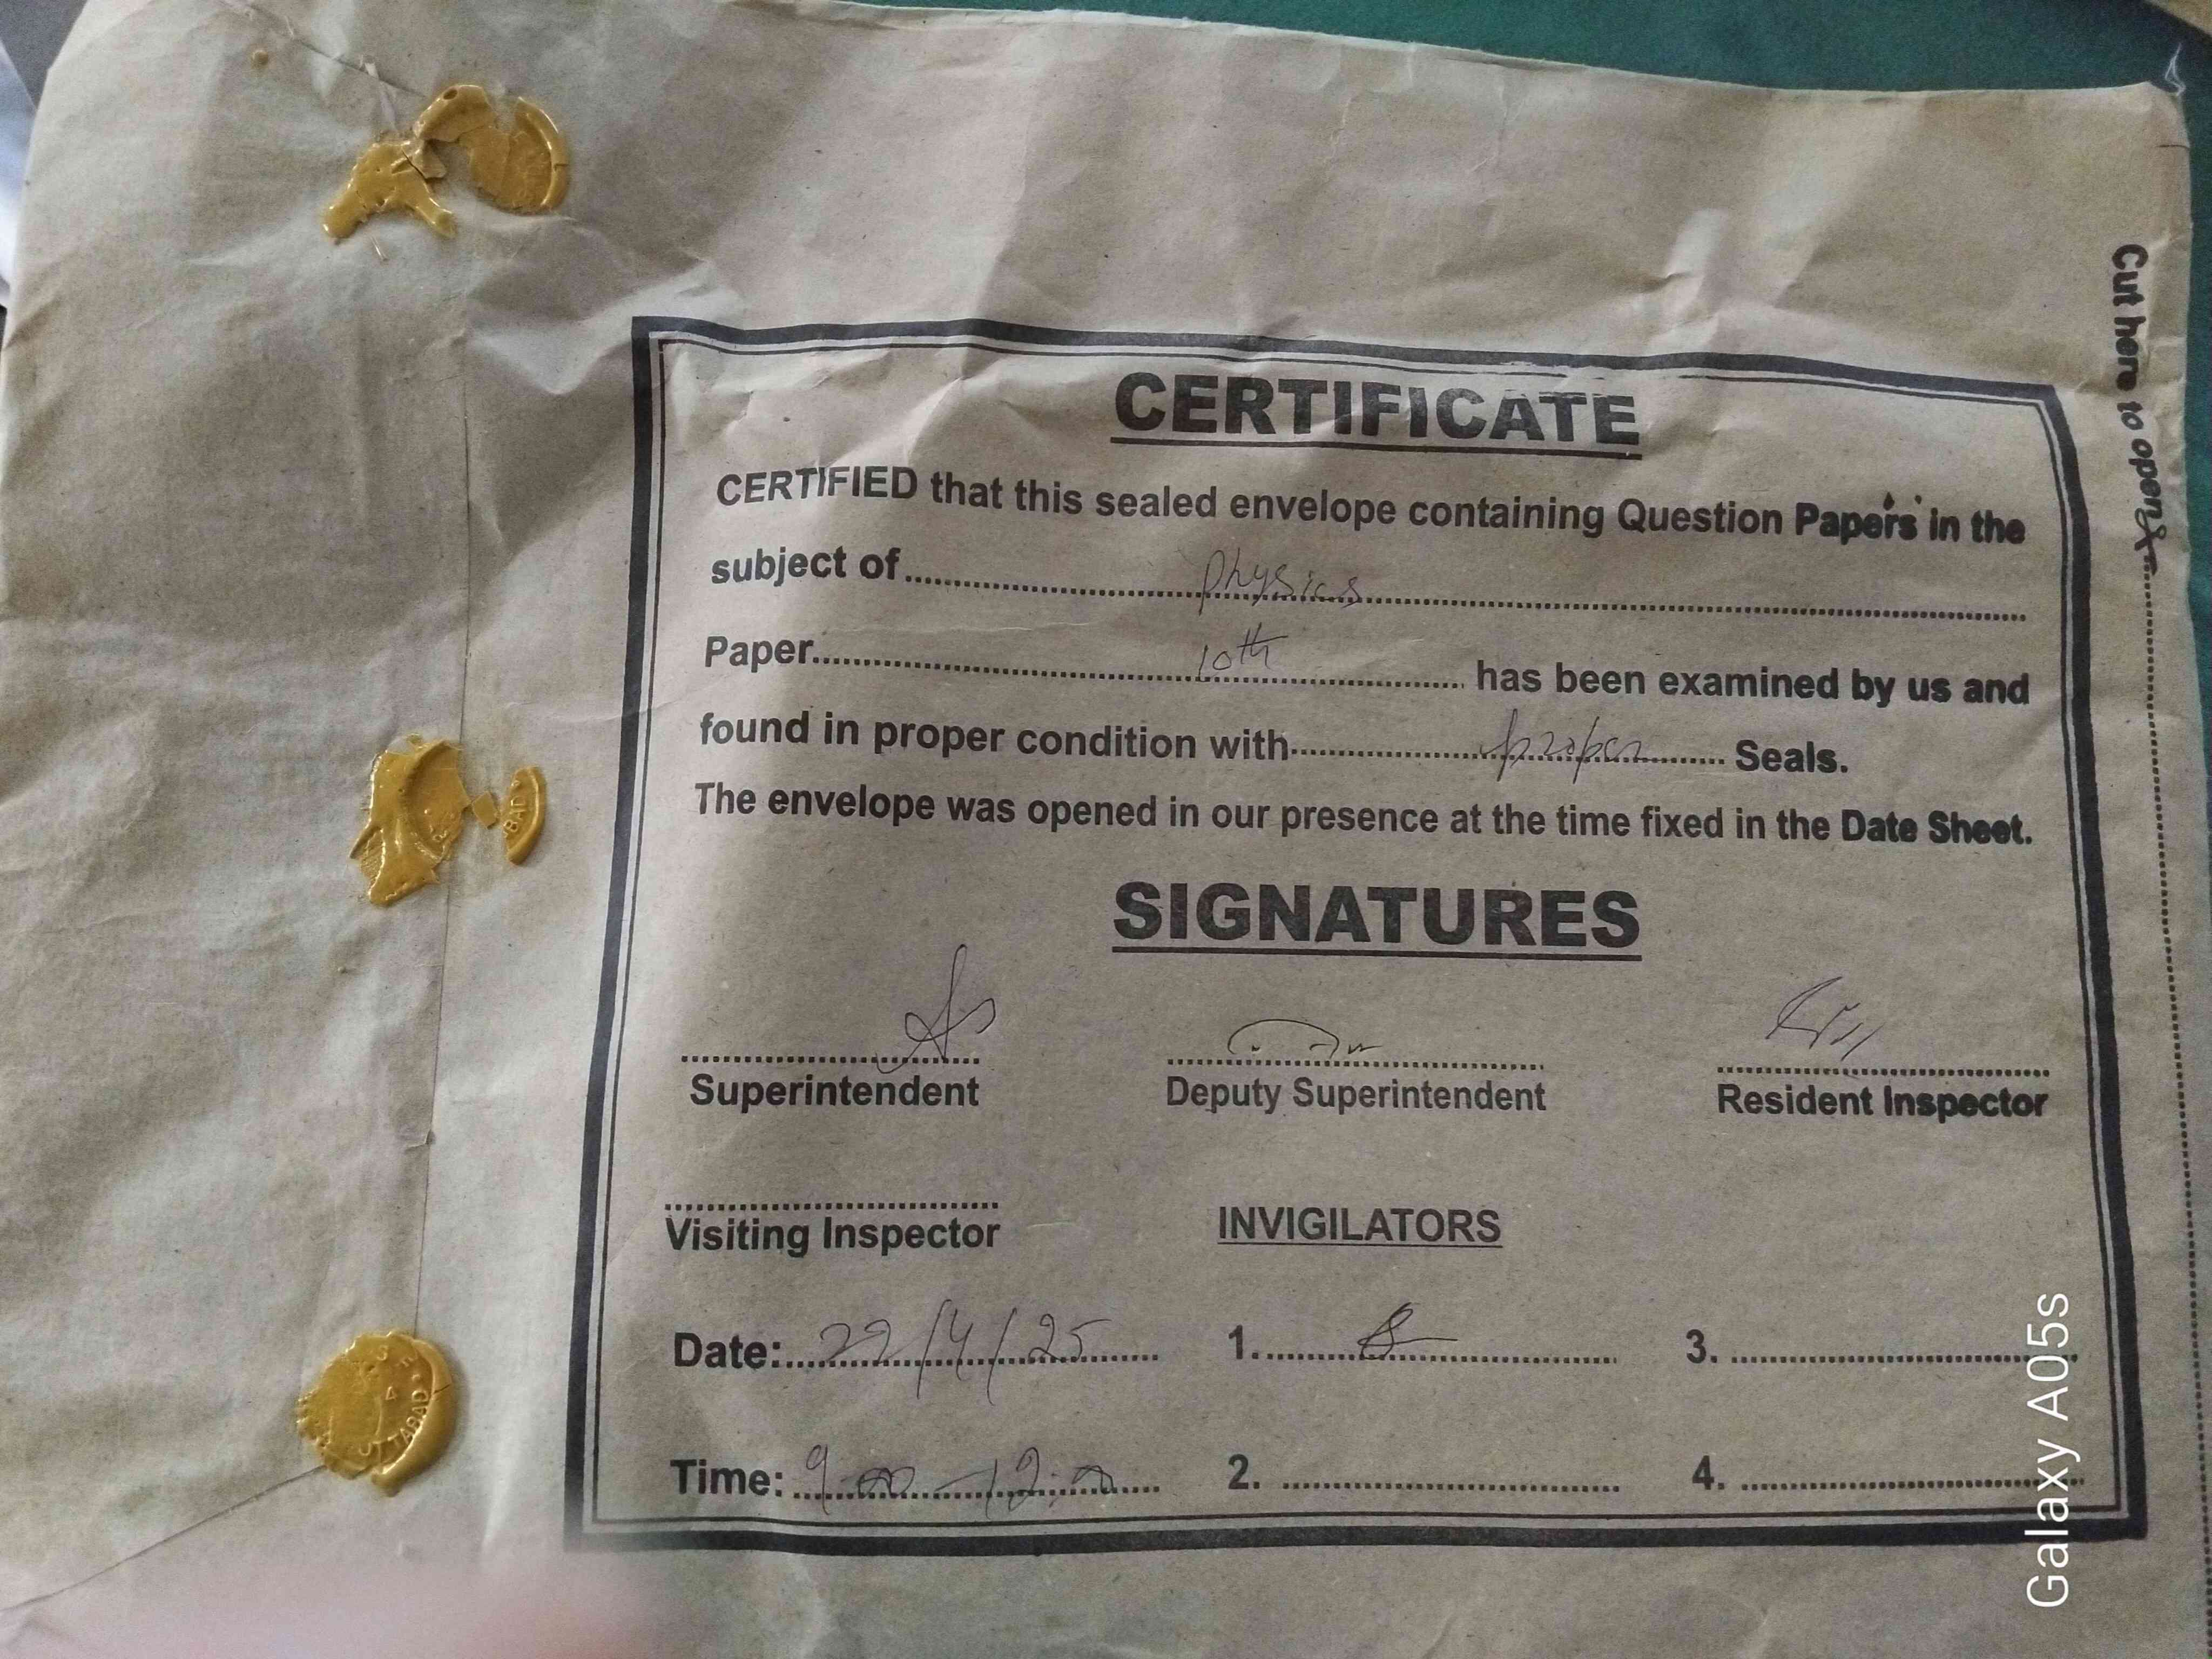 CERTIFICATE
CERTIFIED that this sealed envelope containing Question Papers in the
subject of Physics
Paper 10th has been examined by us and
found in proper condition with proper Seals.
The envelope was opened in our presence at the time fixed in the Date Sheet.
SIGNATURES
Superintendent Deputy Superintendent Resident Inspector
Visiting Inspector INVIGILATORS
Date: 22/4/25 1. 3.
Time: 9:00 - 12:00 2. 4.
Cut here to open
BAD
TTABAD
Galaxy A05s